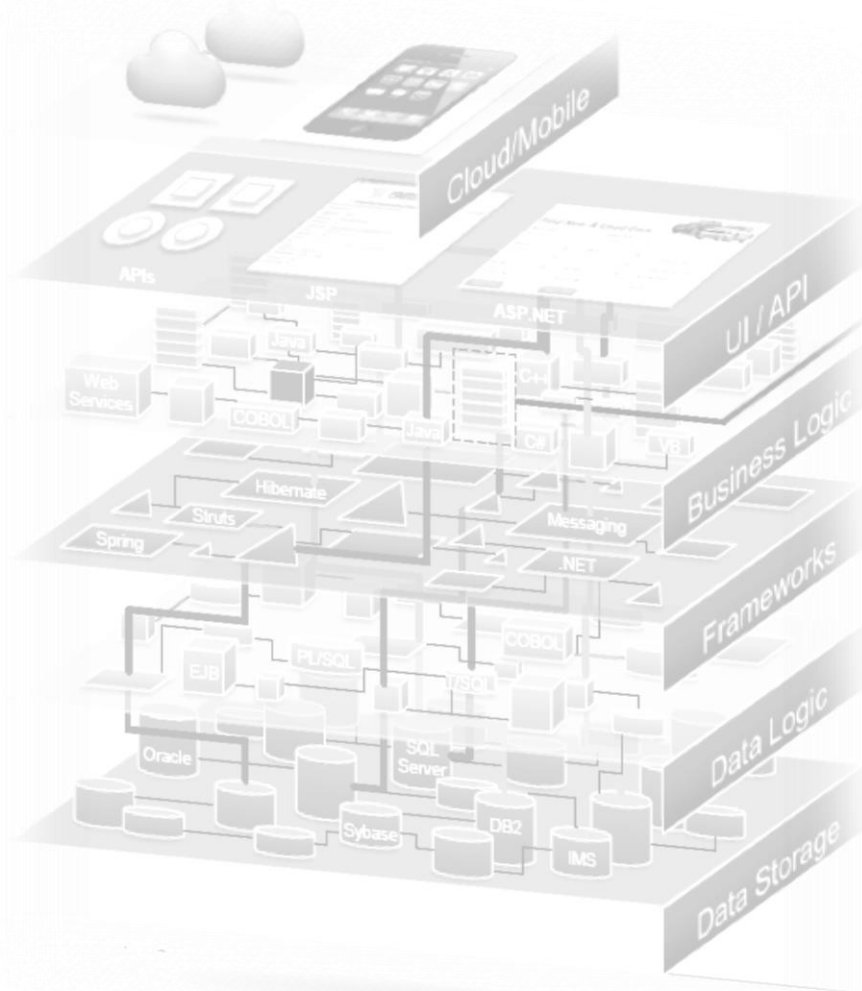 Cloud/Mobile
APIs
JSP
ASP.NET
UI / API
Java
C++
Web
Services
COBOL
Java
C#
VB
Business Logic
Hibernate
Struts
Messaging
Spring
.NET
Frameworks
COBOL
PL/SQL
EJB
T/SQL
Data Logic
Oracle
SQL
Server
DB2
Sybase
IMS
Data Storage